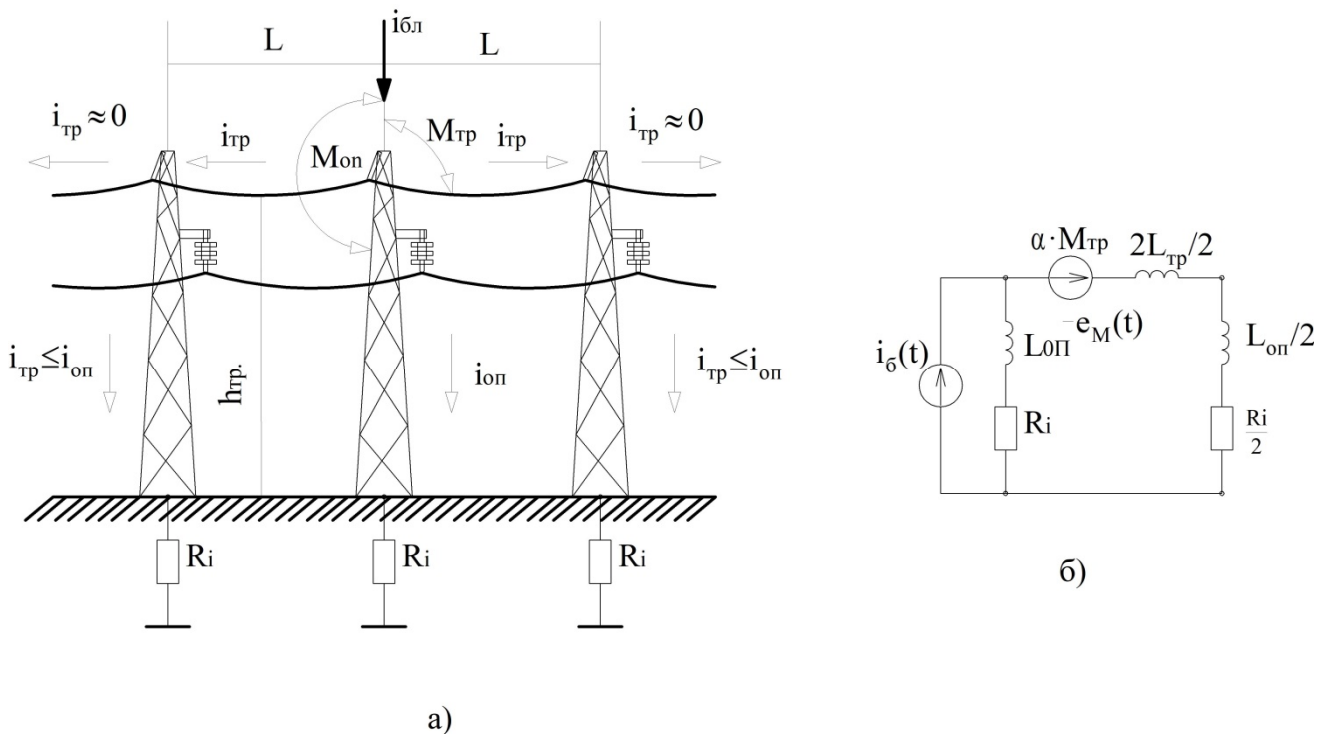 iбл
L
L
iтр ≈ 0
iтр
Mтр
Mоп
iтр
iтр ≈ 0
iтр ≤ iоп
hтр.
iоп
iтр ≤ iоп
Ri
Ri
Ri
а)
α·Mтр
2Lтр/2
iб(t)
L0П
eм(t)
Lоп/2
Ri
Ri
2
б)